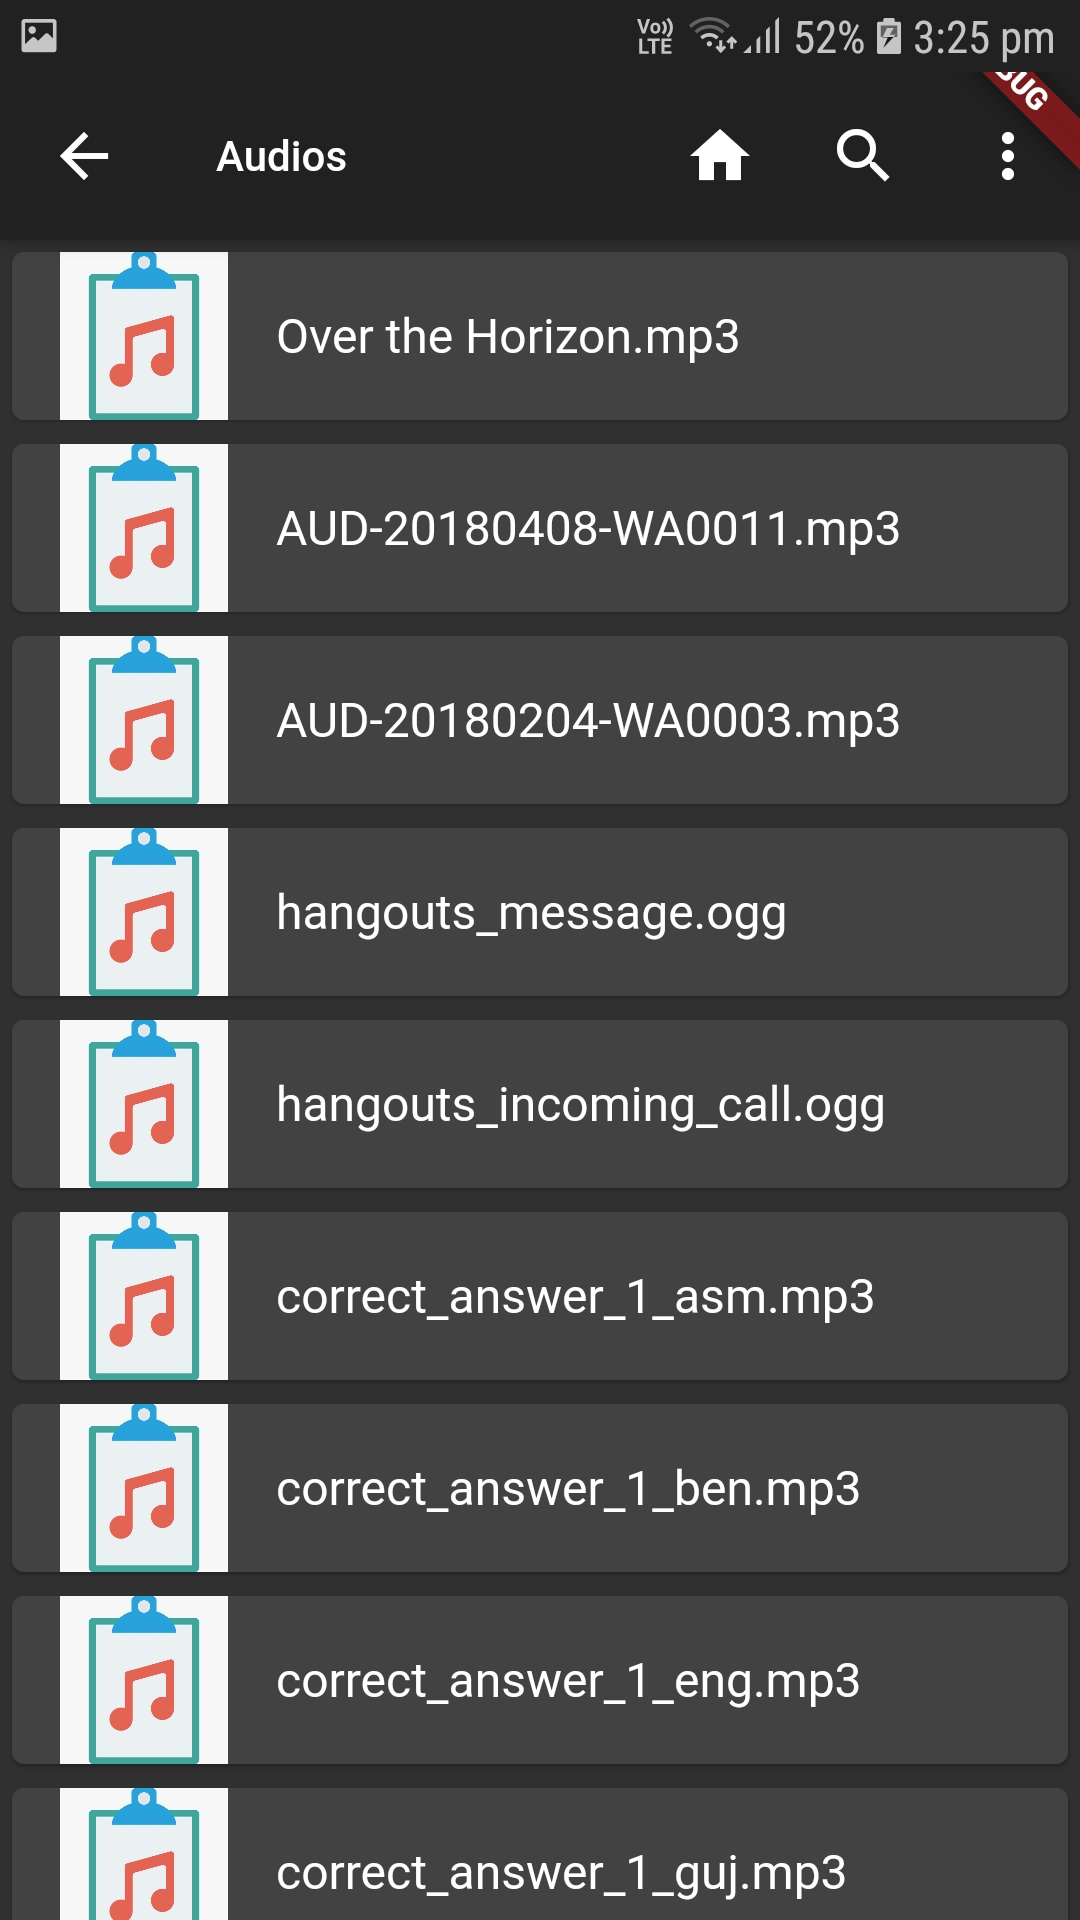 Vo)) LTE 52% 3:25 pm
Audios
Over the Horizon.mp3
AUD-20180408-WA0011.mp3
AUD-20180204-WA0003.mp3
hangouts_message.ogg
hangouts_incoming_call.ogg
correct_answer_1_asm.mp3
correct_answer_1_ben.mp3
correct_answer_1_eng.mp3
correct_answer_1_guj.mp3